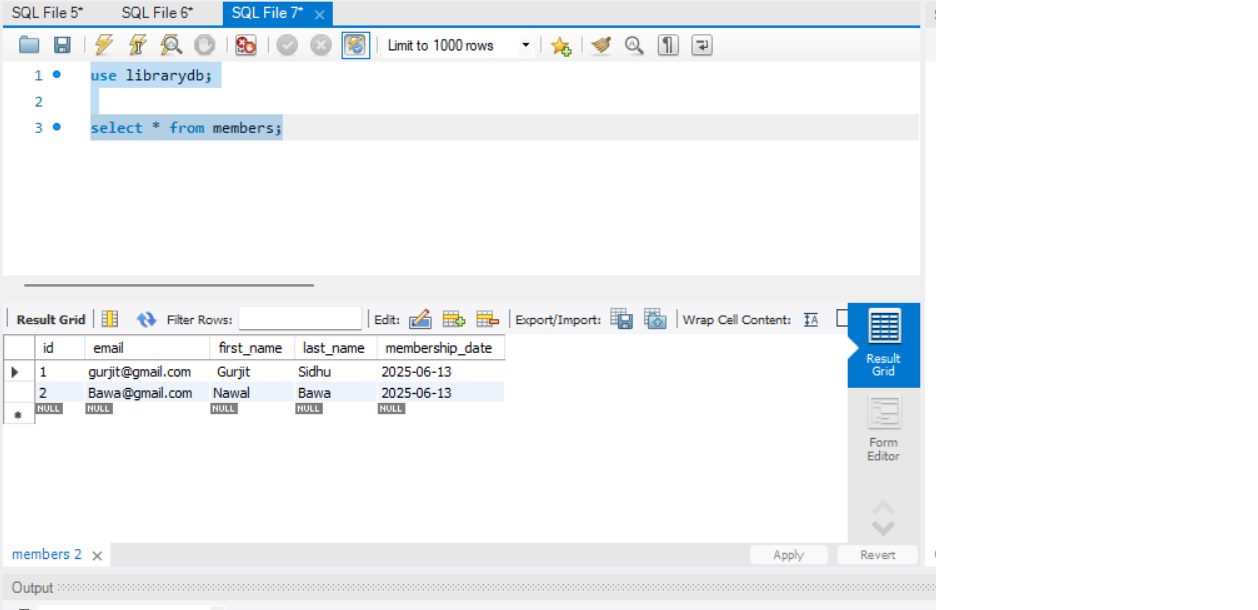 SQL File 5* SQL File 6* SQL File 7* ×
Limit to 1000 rows
1 use librarydb;
2
3 select * from members;
Result Grid Filter Rows: Edit: Export/Import: Wrap Cell Content: IA
id email first_name last_name membership_date
1 gurjit@gmail.com Gurjit Sidhu 2025-06-13
2 Bawa@gmail.com Nawal Bawa 2025-06-13
NULL NULL NULL NULL NULL
Result
Grid
Form
Editor
members 2 × Apply Revert
Output